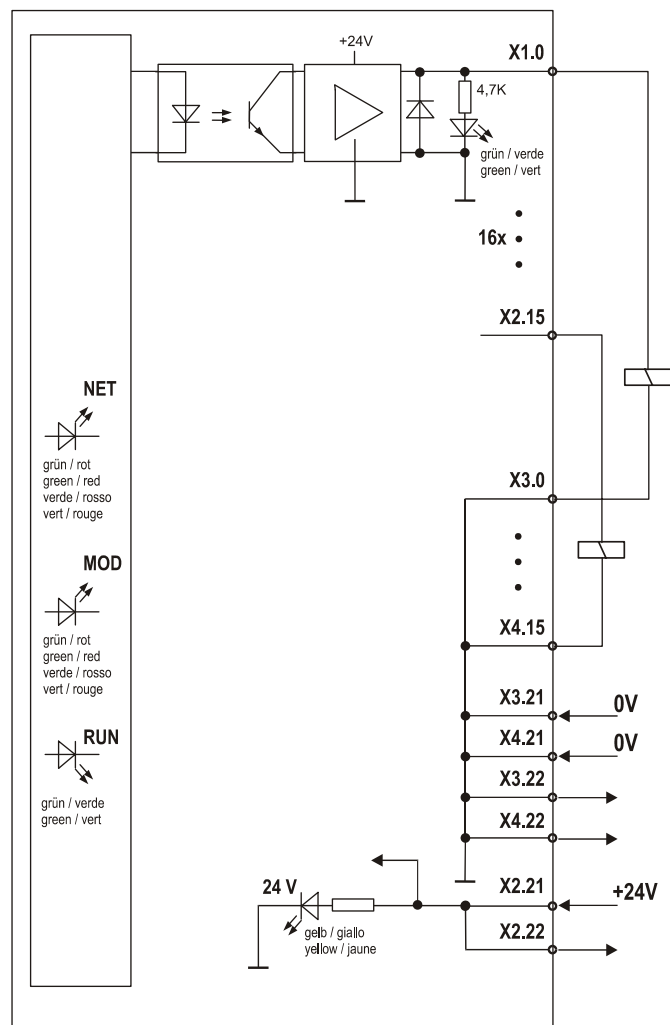 +24V
X1.0
4,7K
grün / verde
green / vert
16x
X2.15
NET
grün / rot
green / red
verde / rosso
vert / rouge
X3.0
MOD
grün / rot
green / red
verde / rosso
vert / rouge
X4.15
X3.21
0V
X4.21
0V
RUN
X3.22
grün / verde
green / vert
X4.22
24 V
X2.21
+24V
gelb / giallo
yellow / jaune
X2.22